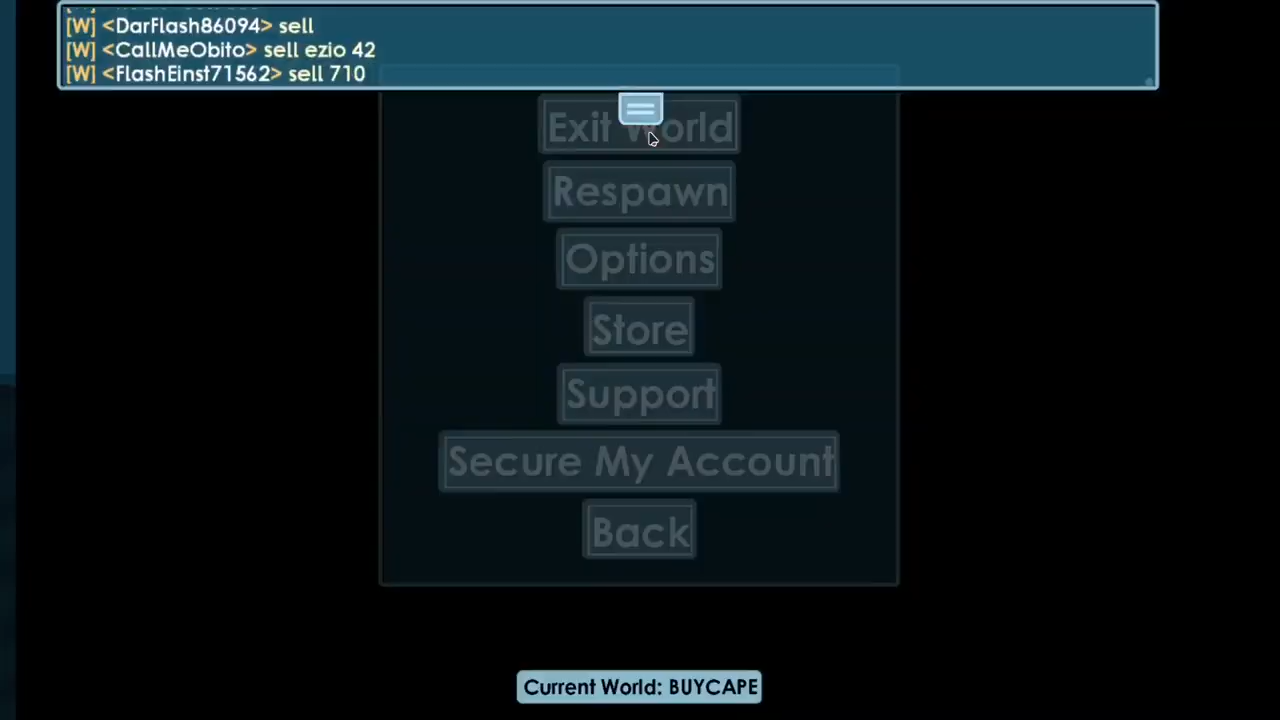 [W] <DarFlash86094> sell
[W] <CallMeObito> sell ezio 42
[W] <FlashEinst71562> sell 710
Exit World
Respawn
Options
Store
Support
Secure My Account
Back
Current World: BUYCAPE